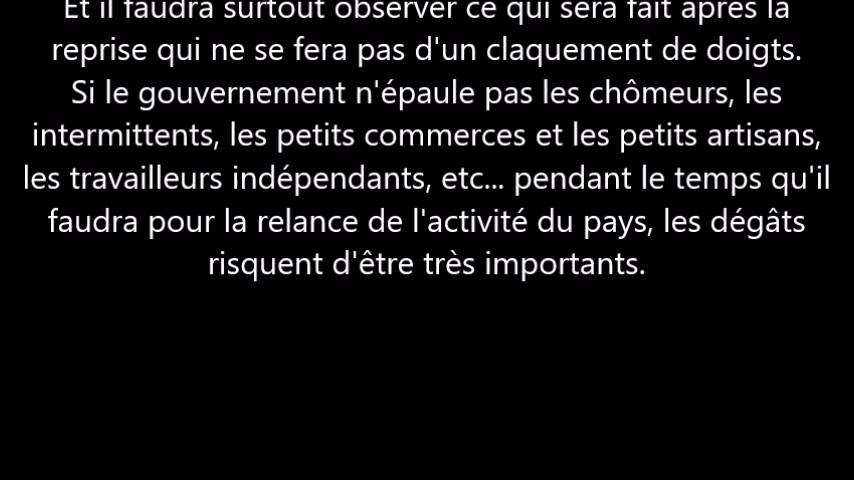 Et il faudra surtout observer ce qui sera fait après la
reprise qui ne se fera pas d'un claquement de doigts.
Si le gouvernement n'épaule pas les chômeurs, les
intermittents, les petits commerces et les petits artisans,
les travailleurs indépendants, etc... pendant le temps qu'il
faudra pour la relance de l'activité du pays, les dégâts
risquent d'être très importants.